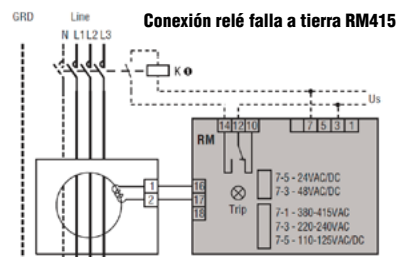 Conexión relé falla a tierra RM415
GRD Line
N L1 L2 L3
K ❶
Us
14 12 10 7 5 3 1
RM
1 16
2 17
18
Trip
7-5 - 24VAC/DC
7-3 - 48VAC/DC
7-1 - 380-415VAC
7-3 - 220-240VAC
7-5 - 110-125VAC/DC